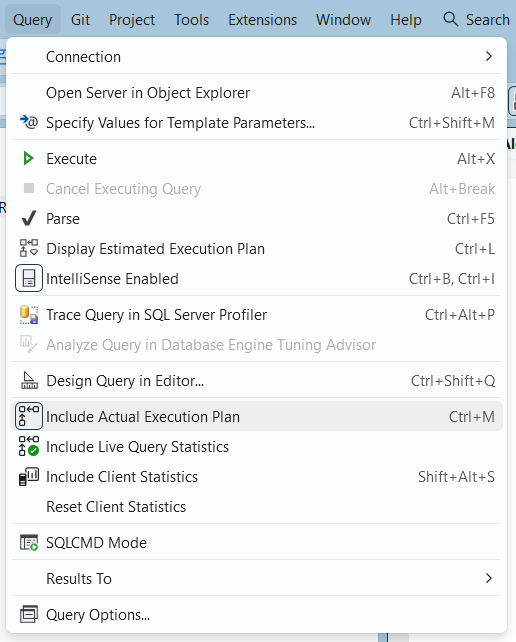 Query Git Project Tools Extensions Window Help Search
Connection
Open Server in Object Explorer Alt+F8
Specify Values for Template Parameters... Ctrl+Shift+M
Execute Alt+X
Cancel Executing Query Alt+Break
Parse Ctrl+F5
Display Estimated Execution Plan Ctrl+L
IntelliSense Enabled Ctrl+B, Ctrl+I
Trace Query in SQL Server Profiler Ctrl+Alt+P
Analyze Query in Database Engine Tuning Advisor
Design Query in Editor... Ctrl+Shift+Q
Include Actual Execution Plan Ctrl+M
Include Live Query Statistics
Include Client Statistics Shift+Alt+S
Reset Client Statistics
SQLCMD Mode
Results To
Query Options...